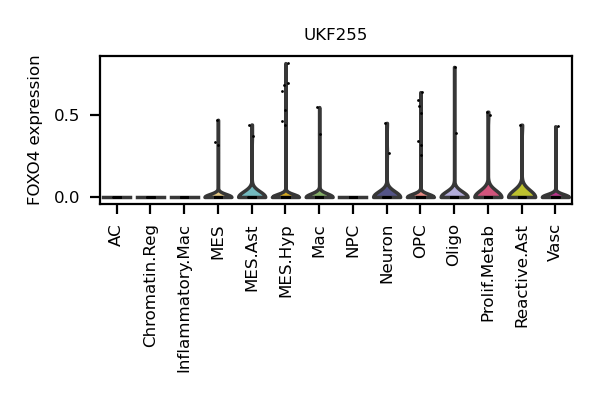 UKF255
FOXO4 expression
0.5
0.0
AC
Chromatin.Reg
Inflammatory.Mac
MES
MES.Ast
MES.Hyp
Mac
NPC
Neuron
OPC
Oligo
Prolif.Metab
Reactive.Ast
Vasc